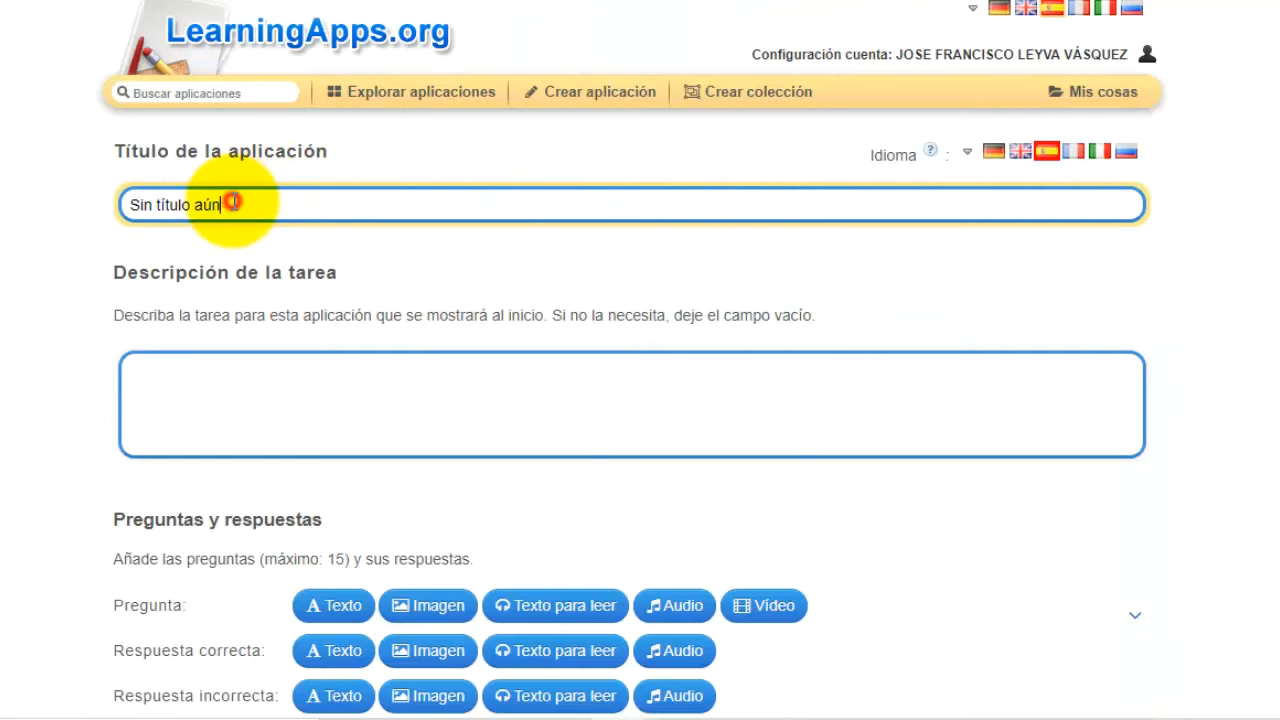 LearningApps.org
Configuración cuenta: JOSE FRANCISCO LEYVA VÁSQUEZ
Buscar aplicaciones
Explorar aplicaciones
Crear aplicación
Crear colección
Mis cosas
Título de la aplicación
Idioma ? :
Sin título aún
Descripción de la tarea
Describa la tarea para esta aplicación que se mostrará al inicio. Si no la necesita, deje el campo vacío.
Preguntas y respuestas
Añade las preguntas (máximo: 15) y sus respuestas.
Pregunta: A Texto Imagen Texto para leer Audio Vídeo
Respuesta correcta: A Texto Imagen Texto para leer Audio
Respuesta incorrecta: A Texto Imagen Texto para leer Audio